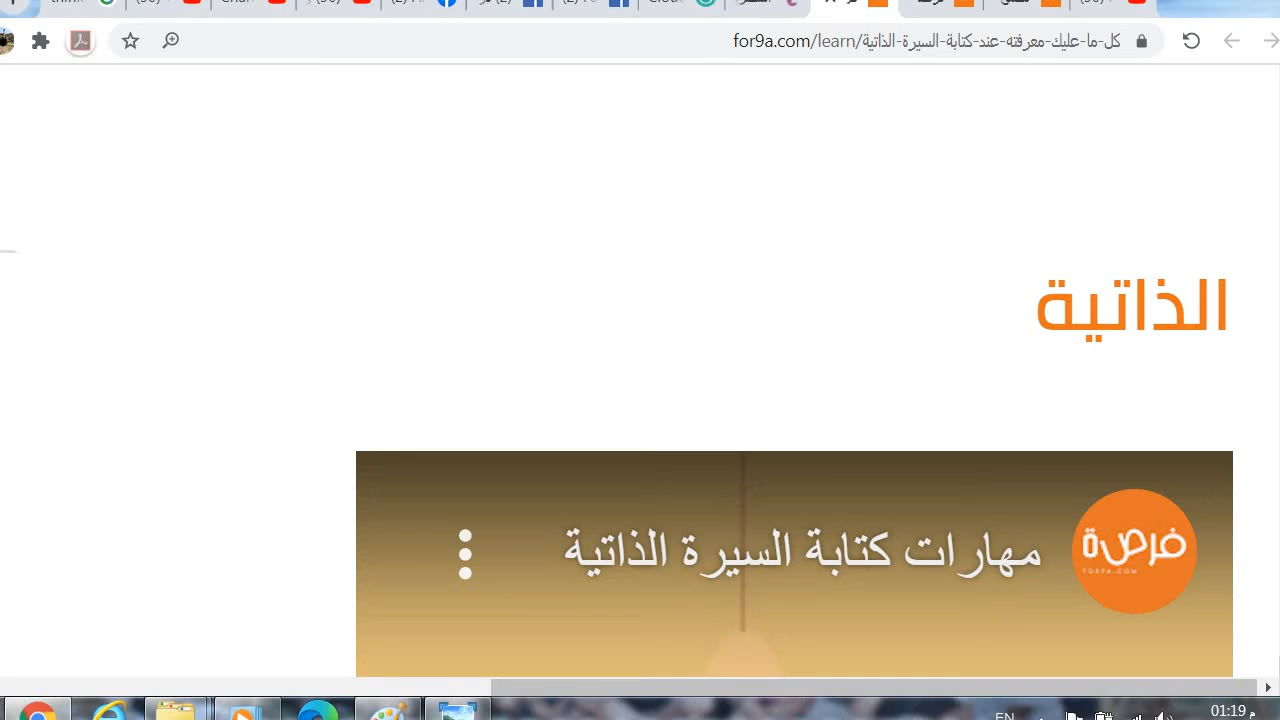 for9a.com/learn/كل-ما-عليك-معرفته-عند-كتابة-السيرة-الذاتية
الذاتية
فرصة
FOR9A.COM
مهارات كتابة السيرة الذاتية
EN
01:19 م